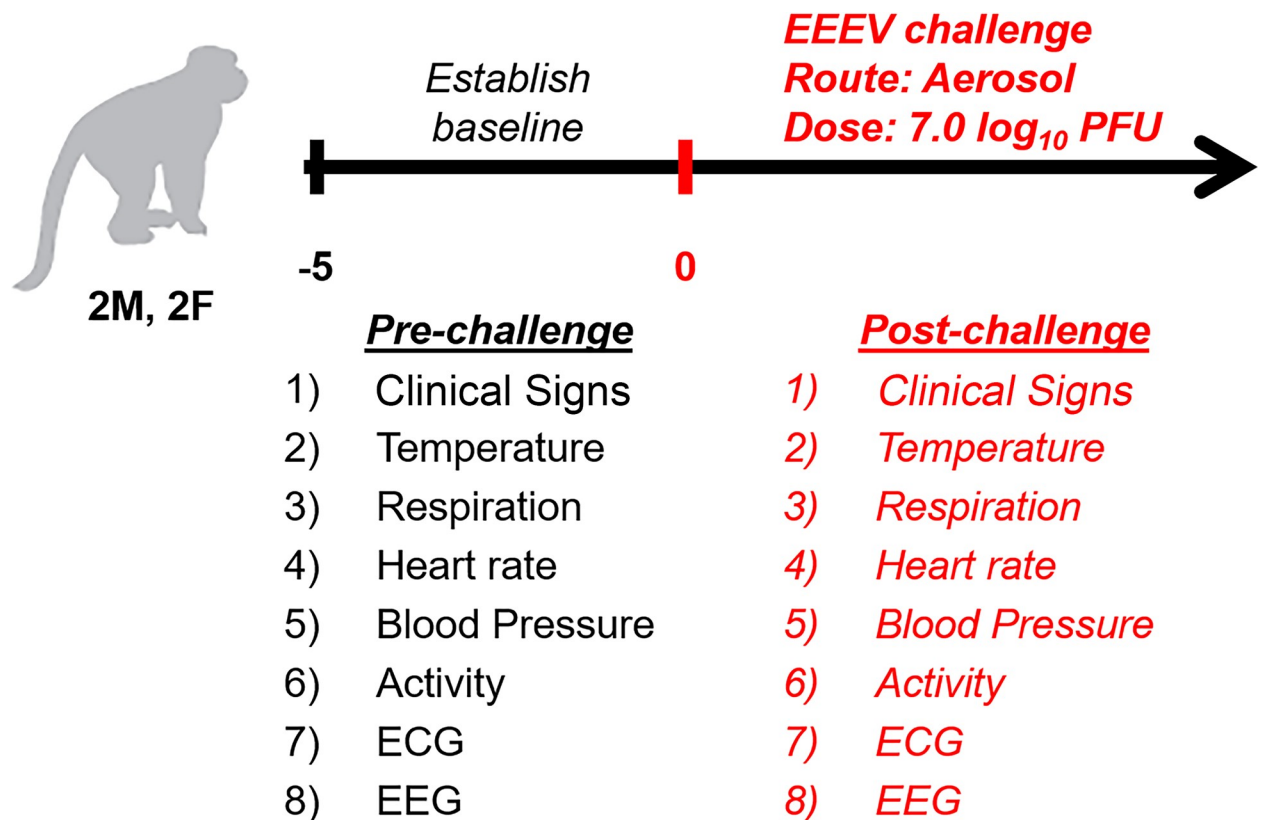 EEEV challenge
Route: Aerosol
Dose: 7.0 log10 PFU
Establish
baseline
-5
0
2M, 2F
Pre-challenge
1) Clinical Signs
2) Temperature
3) Respiration
4) Heart rate
5) Blood Pressure
6) Activity
7) ECG
8) EEG
Post-challenge
1) Clinical Signs
2) Temperature
3) Respiration
4) Heart rate
5) Blood Pressure
6) Activity
7) ECG
8) EEG